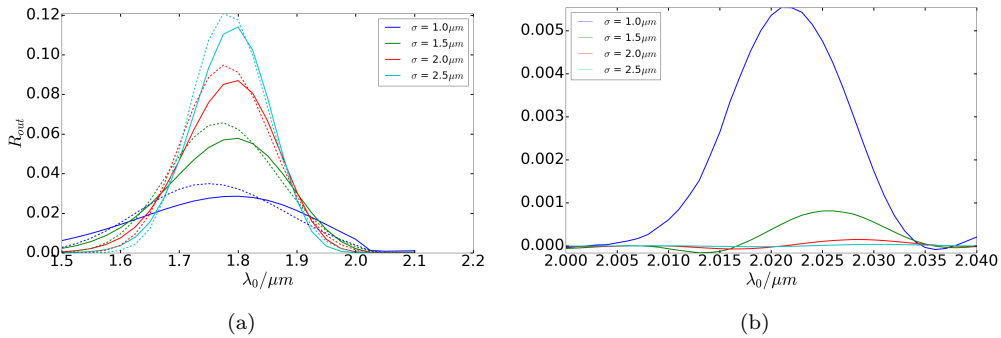 0.12
0.10
0.08
0.06
0.04
0.02
0.00
R_out
1.5 1.6 1.7 1.8 1.9 2.0 2.1 2.2
λ₀/μm
σ = 1.0μm
σ = 1.5μm
σ = 2.0μm
σ = 2.5μm
(a)
0.005
0.004
0.003
0.002
0.001
0.000
2.000 2.005 2.010 2.015 2.020 2.025 2.030 2.035 2.040
λ₀/μm
σ = 1.0μm
σ = 1.5μm
σ = 2.0μm
σ = 2.5μm
(b)